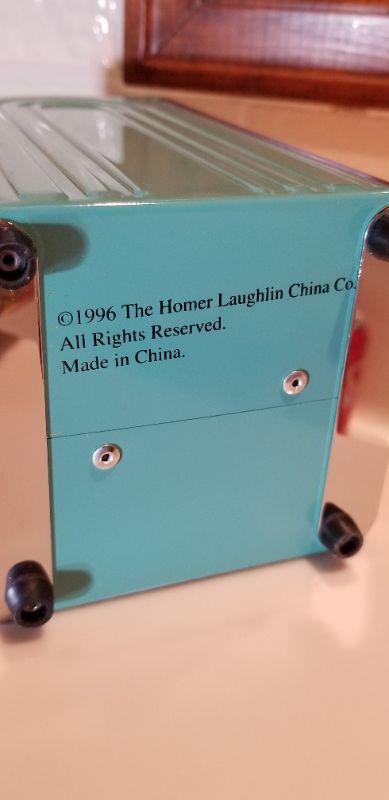 ©1996 The Homer Laughlin China Co.
All Rights Reserved.
Made in China.